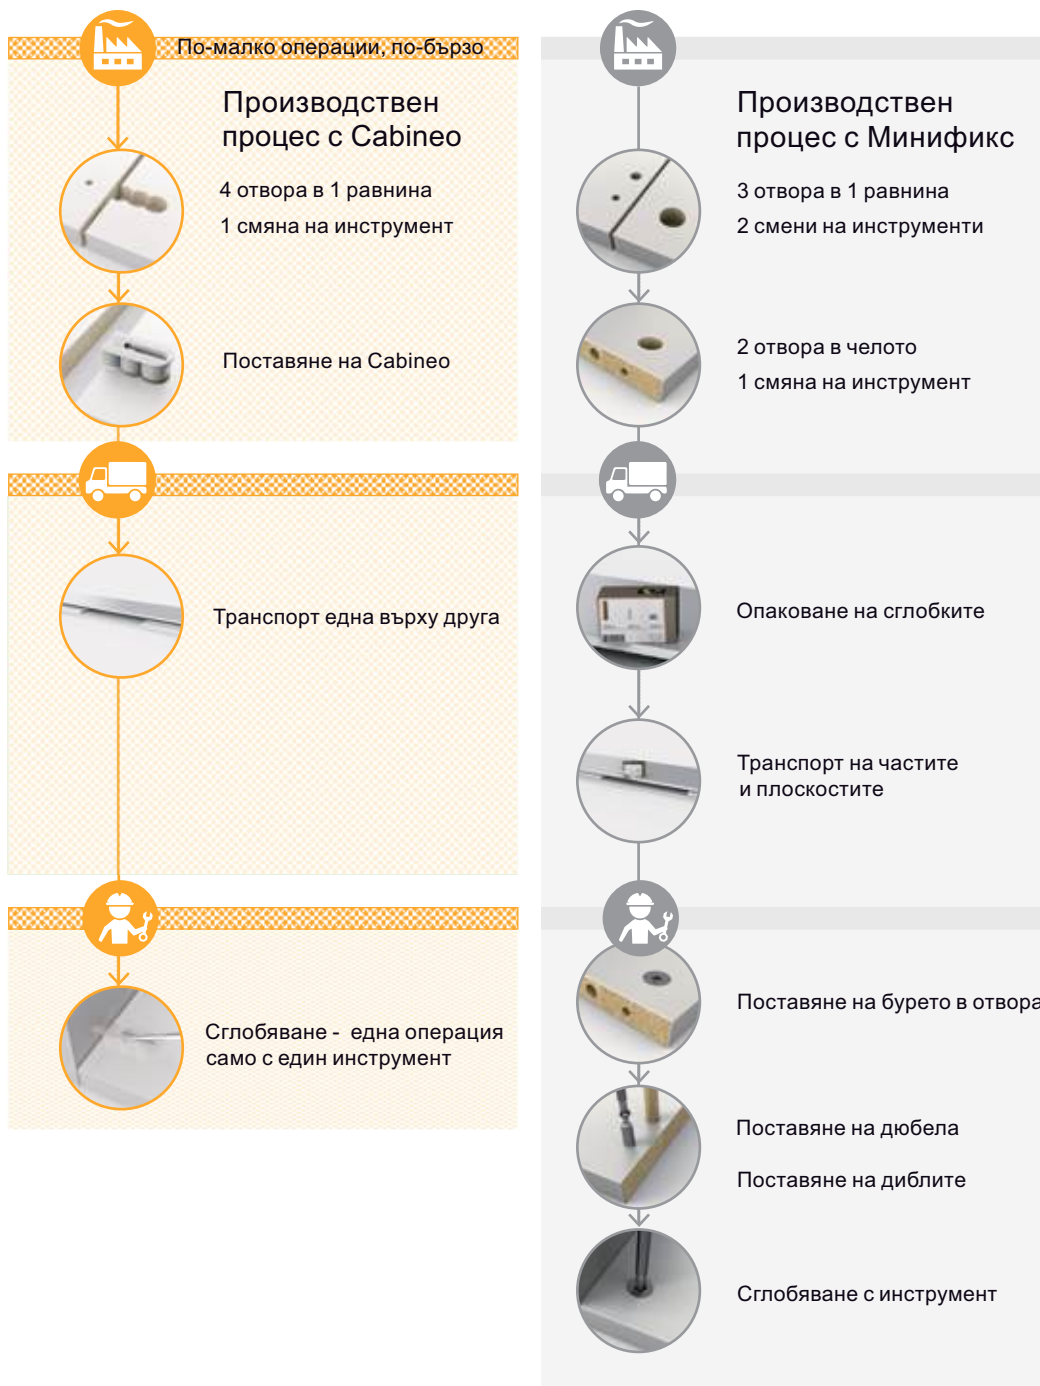 По-малко операции, по-бързо
Производствен
процес с Cabineo
4 отвора в 1 равнина
1 смяна на инструмент
Поставяне на Cabineo
Транспорт една върху друга
Сглобяване - една операция
само с един инструмент
Производствен
процес с Минификс
3 отвора в 1 равнина
2 смени на инструменти
2 отвора в челото
1 смяна на инструмент
Опаковане на сглобките
Транспорт на частите
и плоскостите
Поставяне на бурето в отвора
Поставяне на дюбела
Поставяне на диблите
Сглобяване с инструмент